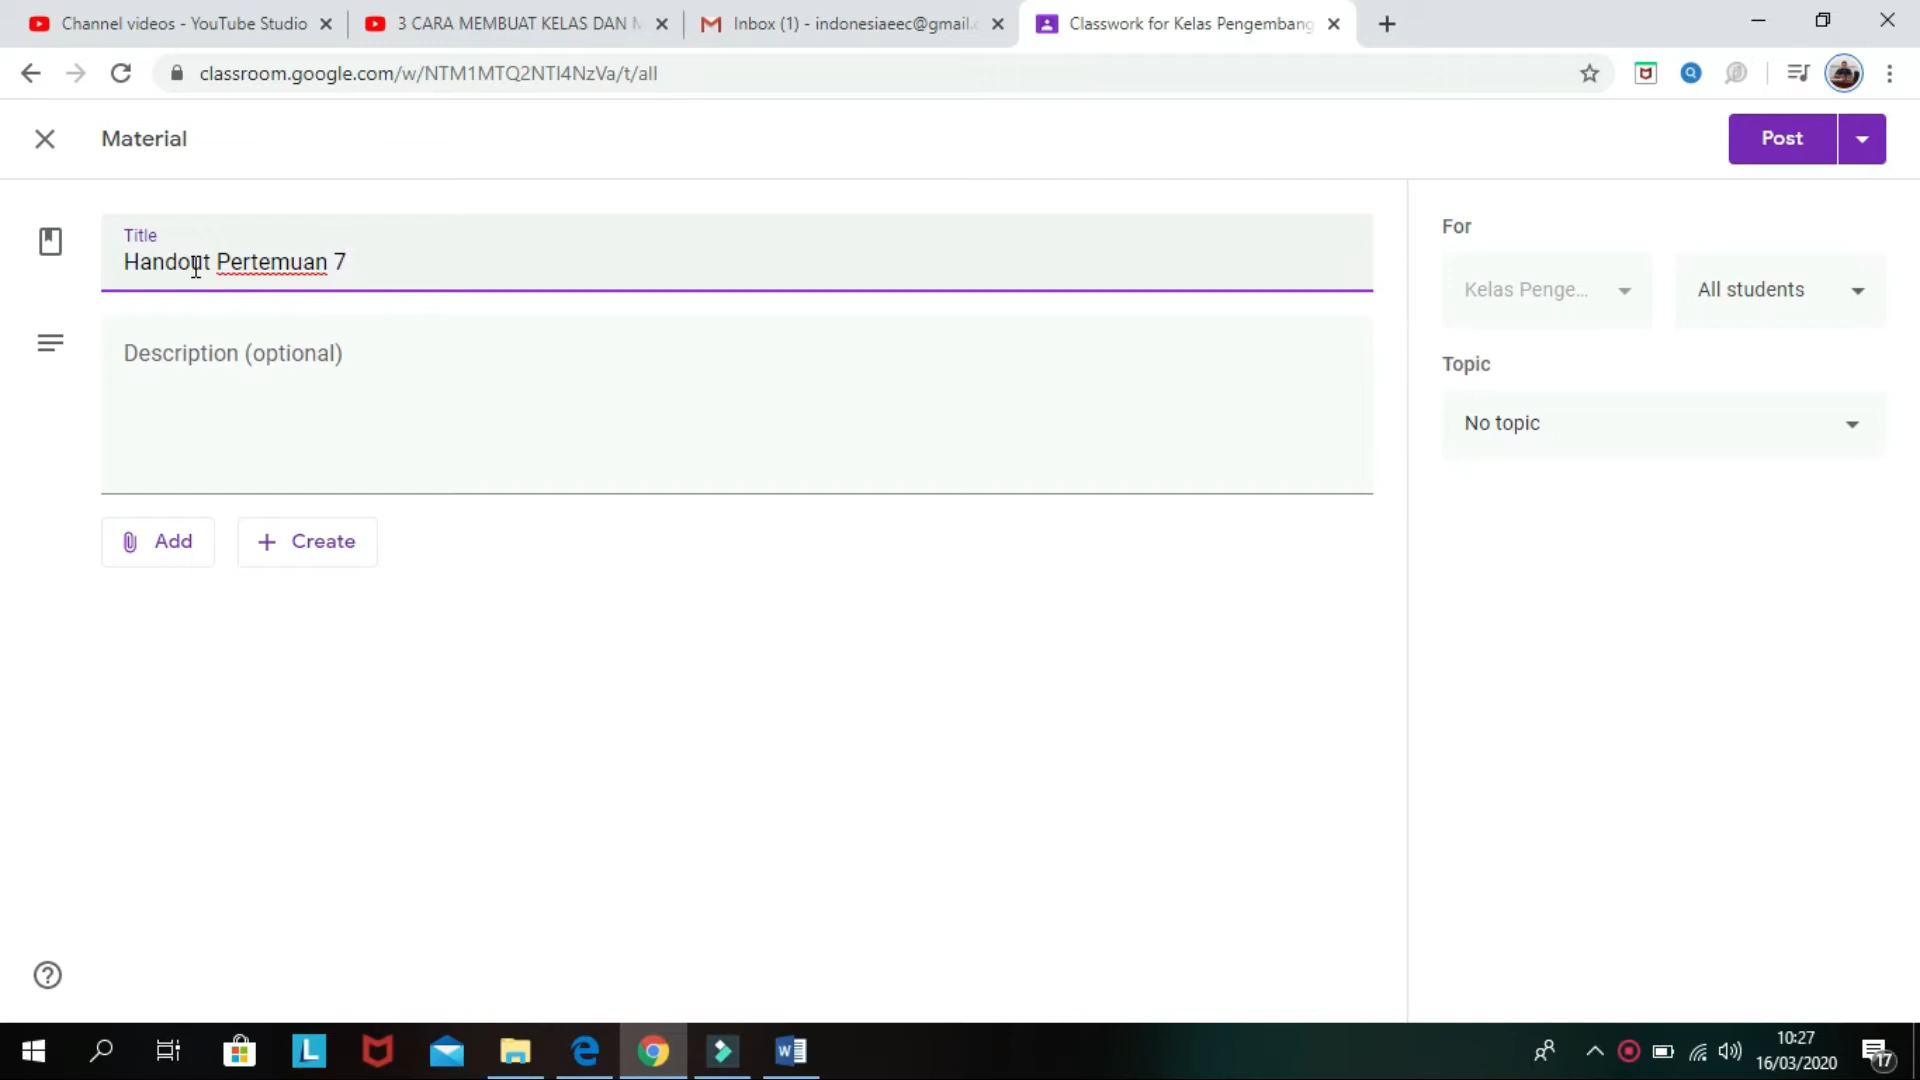 Channel videos - YouTube Studio
3 CARA MEMBUAT KELAS DAN
Inbox (1) - indonesiaeec@gmail.
Classwork for Kelas Pengembang
classroom.google.com/w/NTM1MTQ2NTI4NzVa/t/all
Material
Post
Title
Handout Pertemuan 7
Description (optional)
Add
Create
For
Kelas Penge...
All students
Topic
No topic
10:27
16/03/2020
17